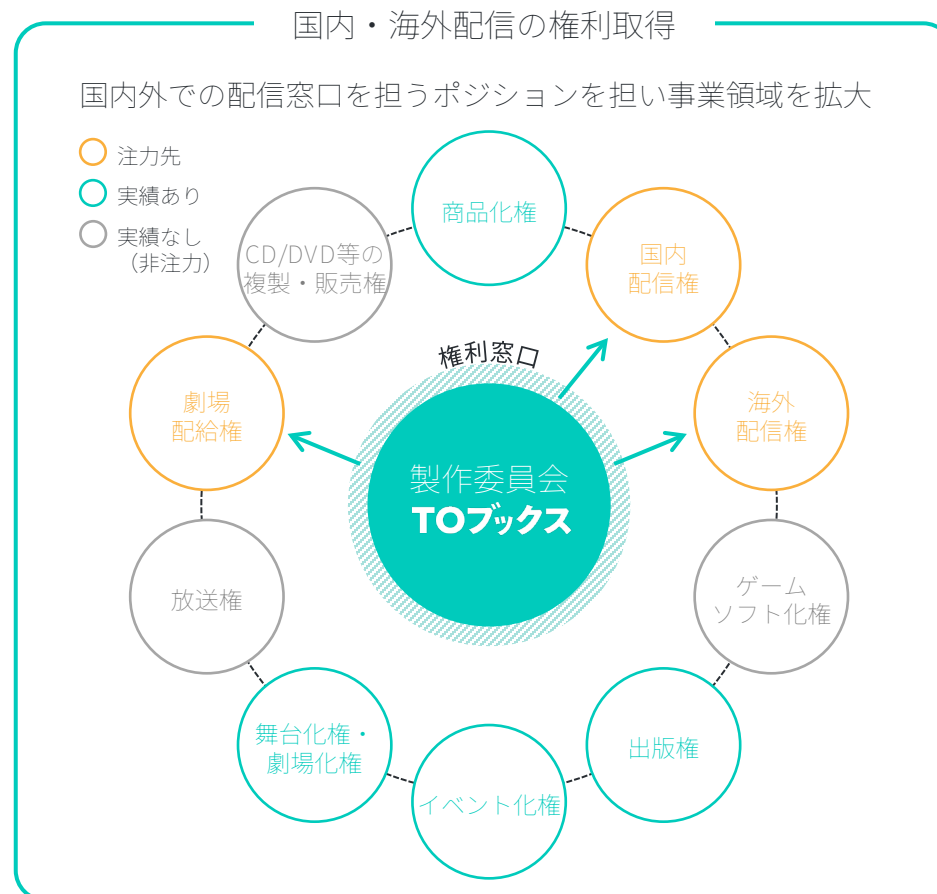 国内・海外配信の権利取得
国内外での配信窓口を担うポジションを担い事業領域を拡大
注力先
実績あり
実績なし
（非注力）
商品化権
CD/DVD等の
複製・販売権
国内
配信権
権利窓口
劇場
配給権
海外
配信権
製作委員会
TOブックス
放送権
ゲーム
ソフト化権
舞台化権・
劇場化権
出版権
イベント化権